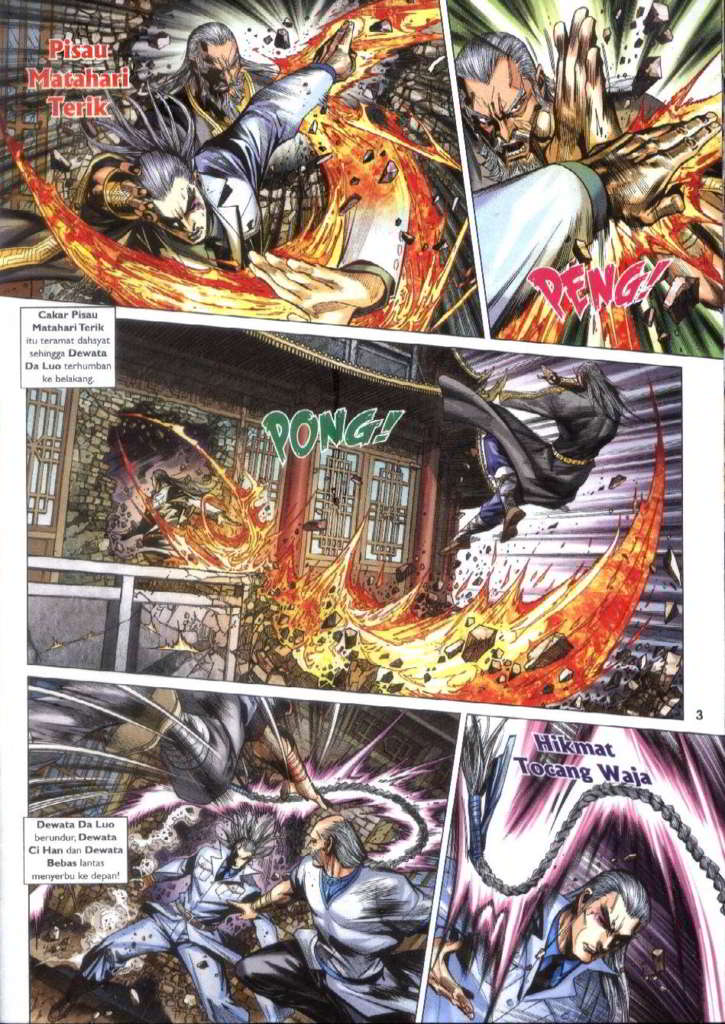 Pisau
Matahari
Terik
PENG!
Cakar Pisau
Matahari Terik
itu teramat dahsyat
sehingga Dewata
Da Luo terhumban
ke belakang.
PONG!
3
Hikmat
Tocang Waja
Dewata Da Luo
berundur, Dewata
Ci Han dan Dewata
Bebas lantas
menyerbu ke depan!